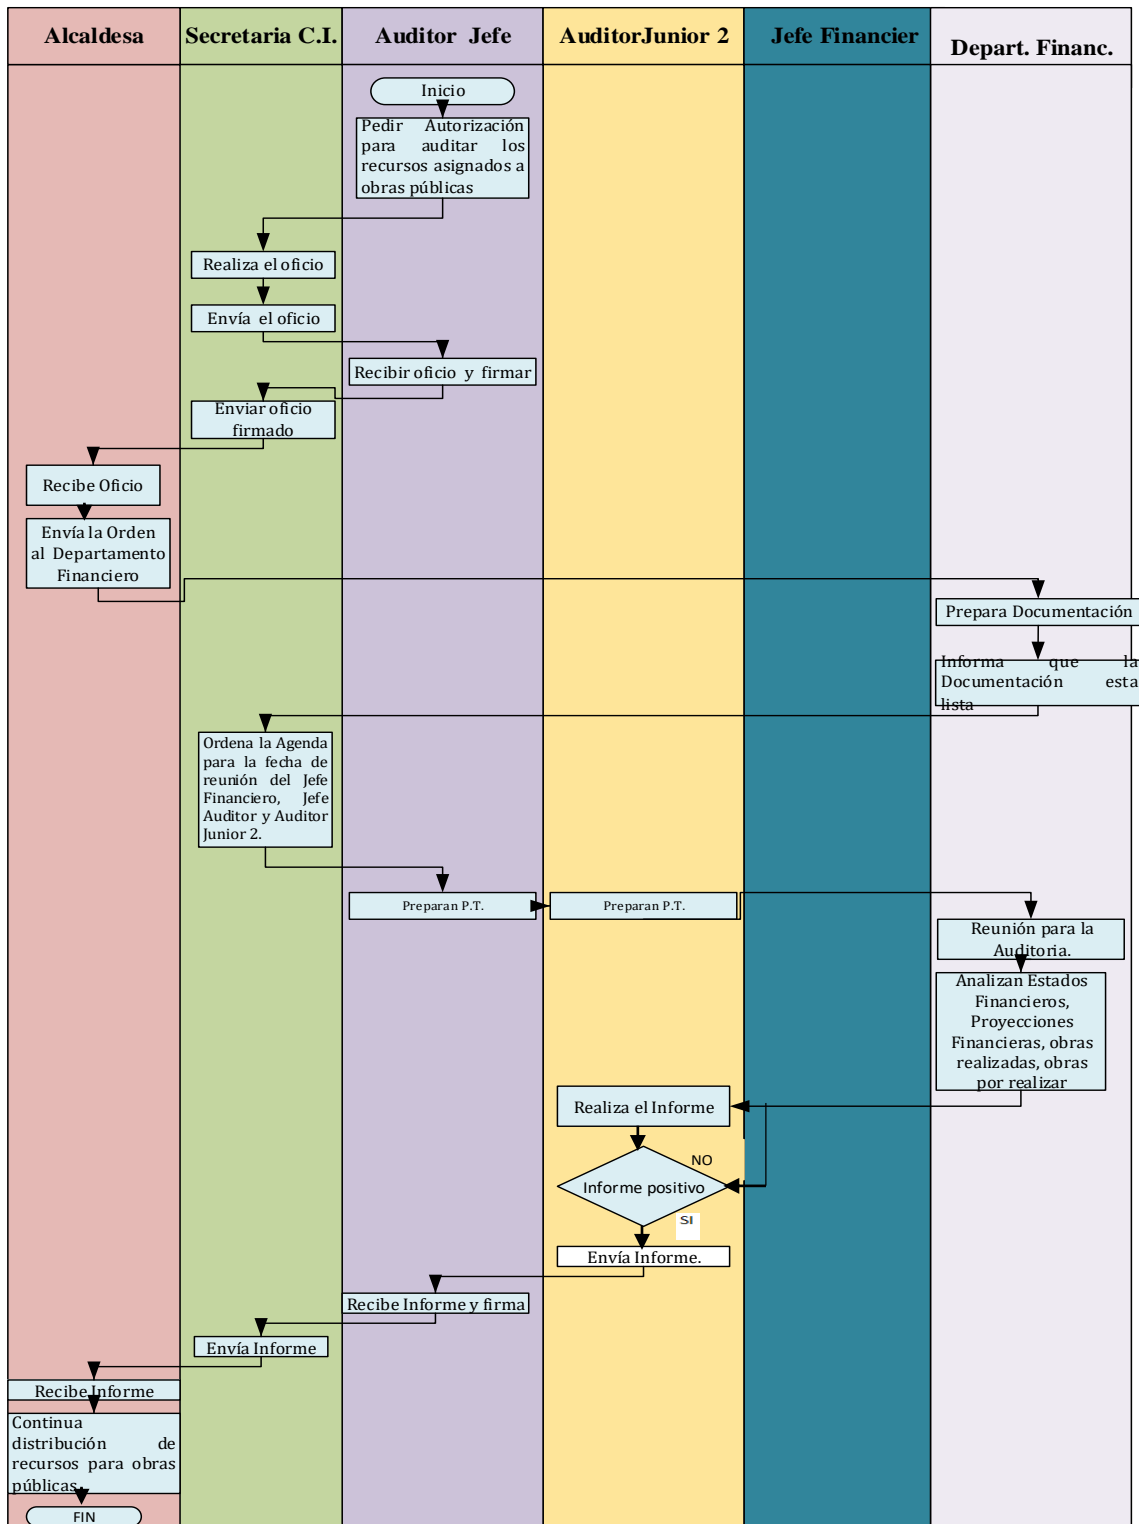 Alcaldesa
Secretaria C.I.
Auditor Jefe
AuditorJunior 2
Jefe Financier
Depart. Financ.
Inicio
Pedir Autorización
para auditar los
recursos asignados a
obras públicas
Realiza el oficio
Envía el oficio
Recibir oficio y firmar
Enviar oficio
firmado
Recibe Oficio
Envía la Orden
al Departamento
Financiero
Prepara Documentación
Informa que la
Documentación esta
lista
Ordena la Agenda
para la fecha de
reunión del Jefe
Financiero, Jefe
Auditor y Auditor
Junior 2.
Preparan P.T.
Preparan P.T.
Reunión para la
Auditoria.
Analizan Estados
Financieros,
Proyecciones
Financieras, obras
realizadas, obras
por realizar
Realiza el Informe
NO
Informe positivo
SI
Envía Informe.
Recibe Informe y firma
Envía Informe
Recibe Informe
Continua
distribución de
recursos para obras
públicas.
FIN